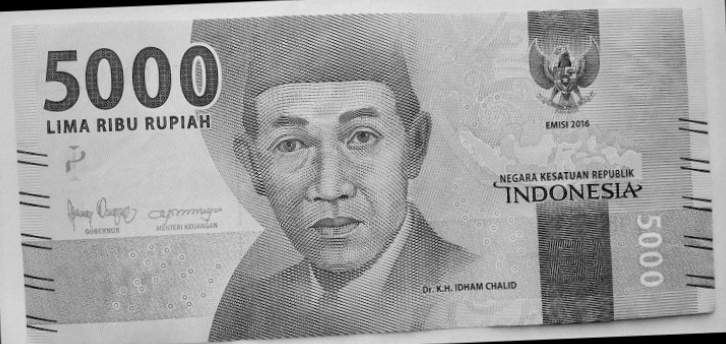 5000
LIMA RIBU RUPIAH
EMISI 2016
NEGARA KESATUAN REPUBLIK
INDONESIA
GUBERNUR
MENTERI KEUANGAN
Dr. K.H. IDHAM CHALID
5000